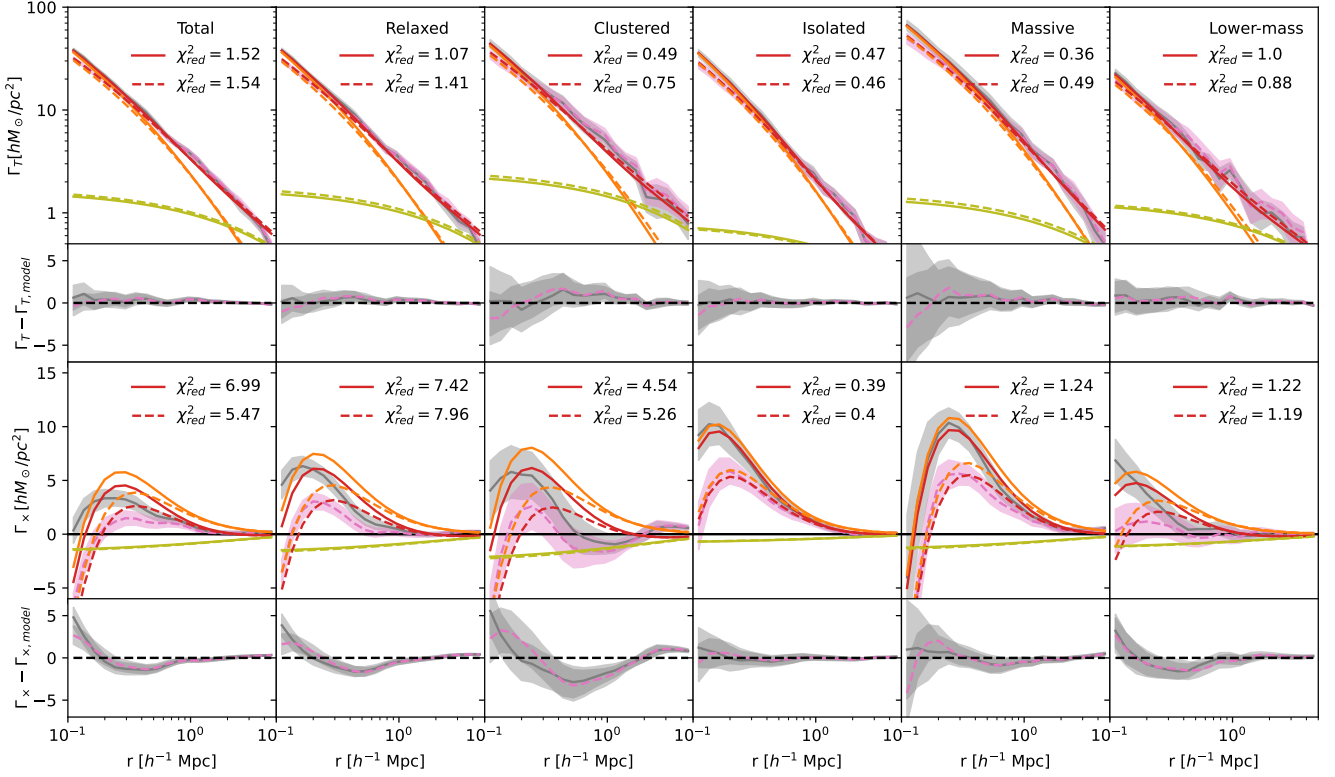 Total
χ²red = 1.52
χ²red = 1.54
Relaxed
χ²red = 1.07
χ²red = 1.41
Clustered
χ²red = 0.49
χ²red = 0.75
Isolated
χ²red = 0.47
χ²red = 0.46
Massive
χ²red = 0.36
χ²red = 0.49
Lower-mass
χ²red = 1.0
χ²red = 0.88
Γ_T[hM⊙/pc²]
100
10
1
Γ_T − Γ_T, model
5
0
−5
χ²red = 6.99
χ²red = 5.47
χ²red = 7.42
χ²red = 7.96
χ²red = 4.54
χ²red = 5.26
χ²red = 0.39
χ²red = 0.4
χ²red = 1.24
χ²red = 1.45
χ²red = 1.22
χ²red = 1.19
Γ× [hM⊙/pc²]
15
10
5
0
−5
Γ× − Γ×, model
5
0
−5
10⁻¹ 10⁰ 10⁻¹ 10⁰ 10⁻¹ 10⁰ 10⁻¹ 10⁰ 10⁻¹ 10⁰ 10⁻¹ 10⁰ 10¹
r [h⁻¹ Mpc] r [h⁻¹ Mpc] r [h⁻¹ Mpc] r [h⁻¹ Mpc] r [h⁻¹ Mpc] r [h⁻¹ Mpc]